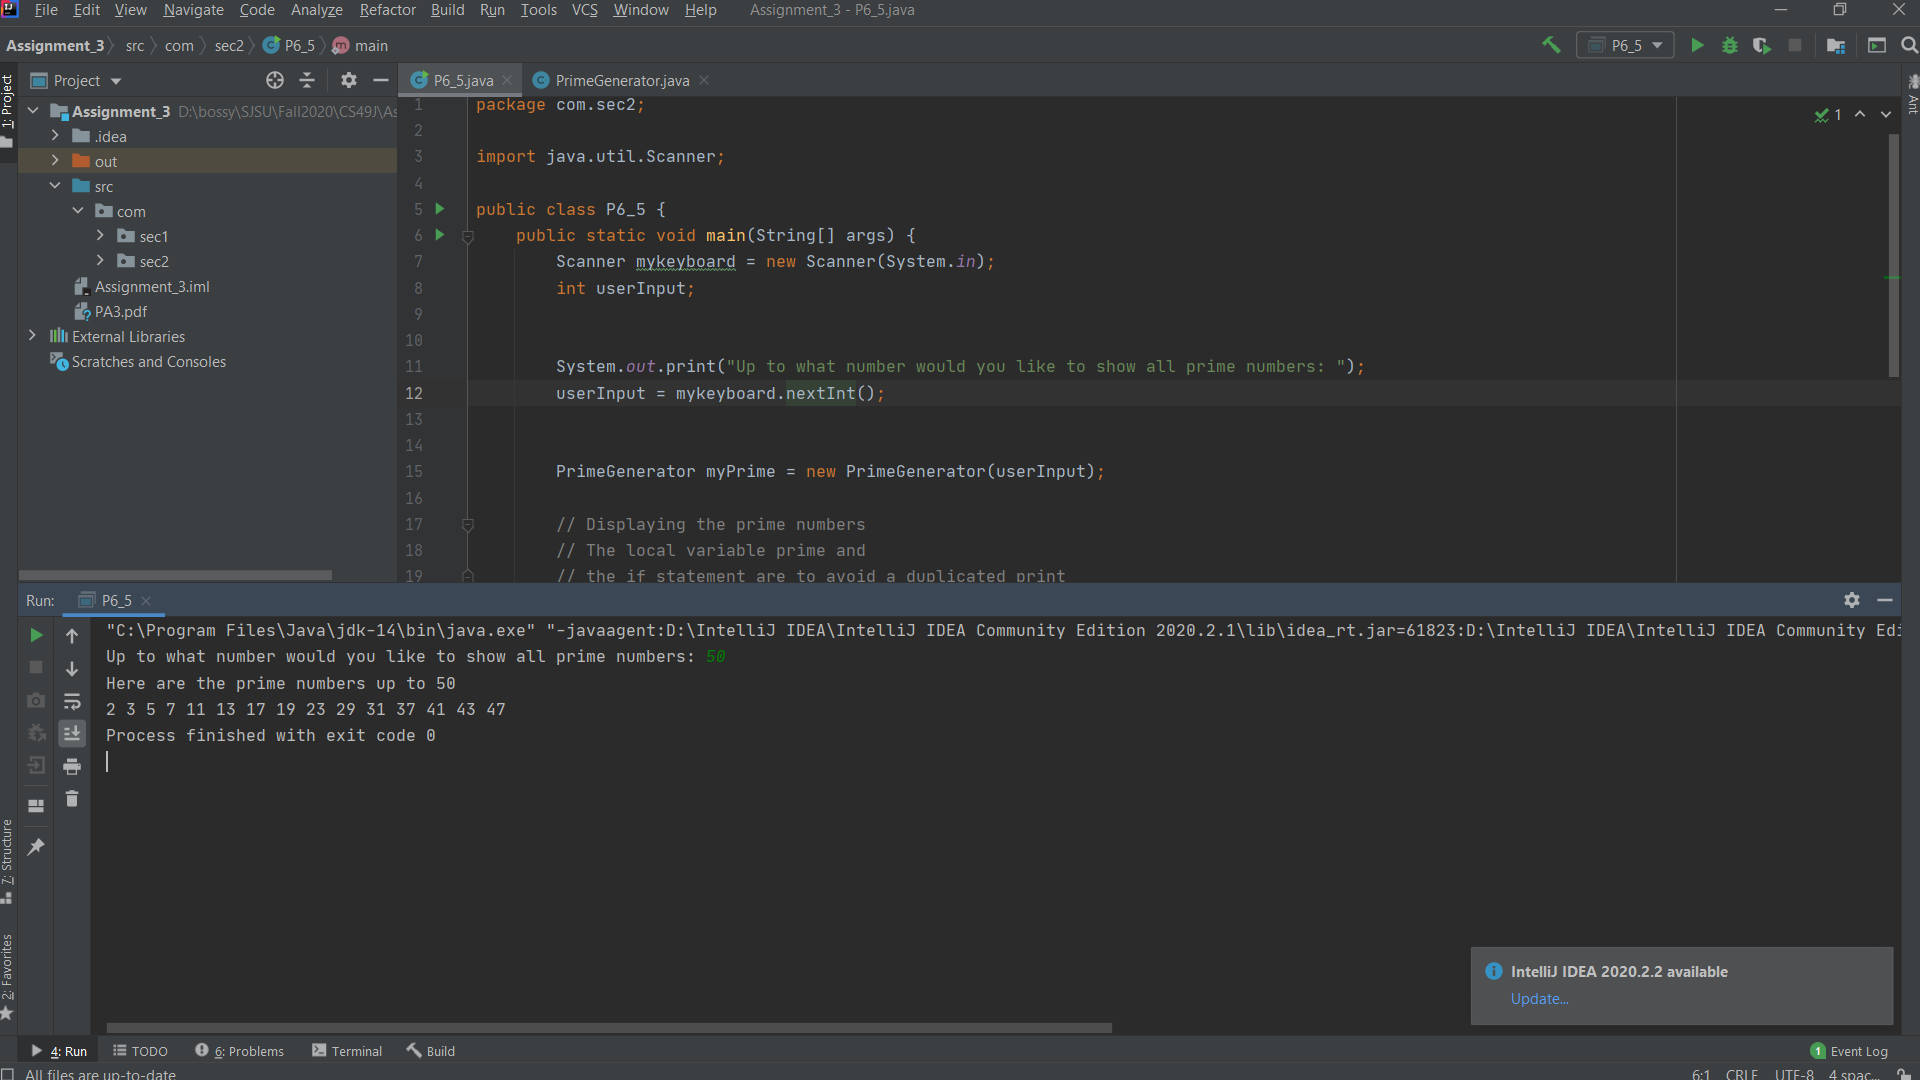 File Edit View Navigate Code Analyze Refactor Build Run Tools VCS Window Help Assignment_3 - P6_5.java
Assignment_3 src com sec2 P6_5 main
P6_5
Project
P6_5.java
PrimeGenerator.java
1: Project
Ant
Assignment_3 D:\bossy\SJSU\Fall2020\CS49J\As
.idea
out
src
com
sec1
sec2
Assignment_3.iml
PA3.pdf
External Libraries
Scratches and Consoles
1
1 package com.sec2;
2
3 import java.util.Scanner;
4
5 public class P6_5 {
6 public static void main(String[] args) {
7 Scanner mykeyboard = new Scanner(System.in);
8 int userInput;
9
10
11 System.out.print("Up to what number would you like to show all prime numbers: ");
12 userInput = mykeyboard.nextInt();
13
14
15 PrimeGenerator myPrime = new PrimeGenerator(userInput);
16
17 // Displaying the prime numbers
18 // The local variable prime and
19 // the if statement are to avoid a duplicated print
Run: P6_5
"C:\Program Files\Java\jdk-14\bin\java.exe" "-javaagent:D:\IntelliJ IDEA\IntelliJ IDEA Community Edition 2020.2.1\lib\idea_rt.jar=61823:D:\IntelliJ IDEA\IntelliJ IDEA Community Edi
Up to what number would you like to show all prime numbers: 50
Here are the prime numbers up to 50
2 3 5 7 11 13 17 19 23 29 31 37 41 43 47
Process finished with exit code 0
7: Structure
2: Favorites
IntelliJ IDEA 2020.2.2 available
Update...
4: Run TODO 6: Problems Terminal Build
1 Event Log
All files are up-to-date
6:1 CRLF UTF-8 4 spac...